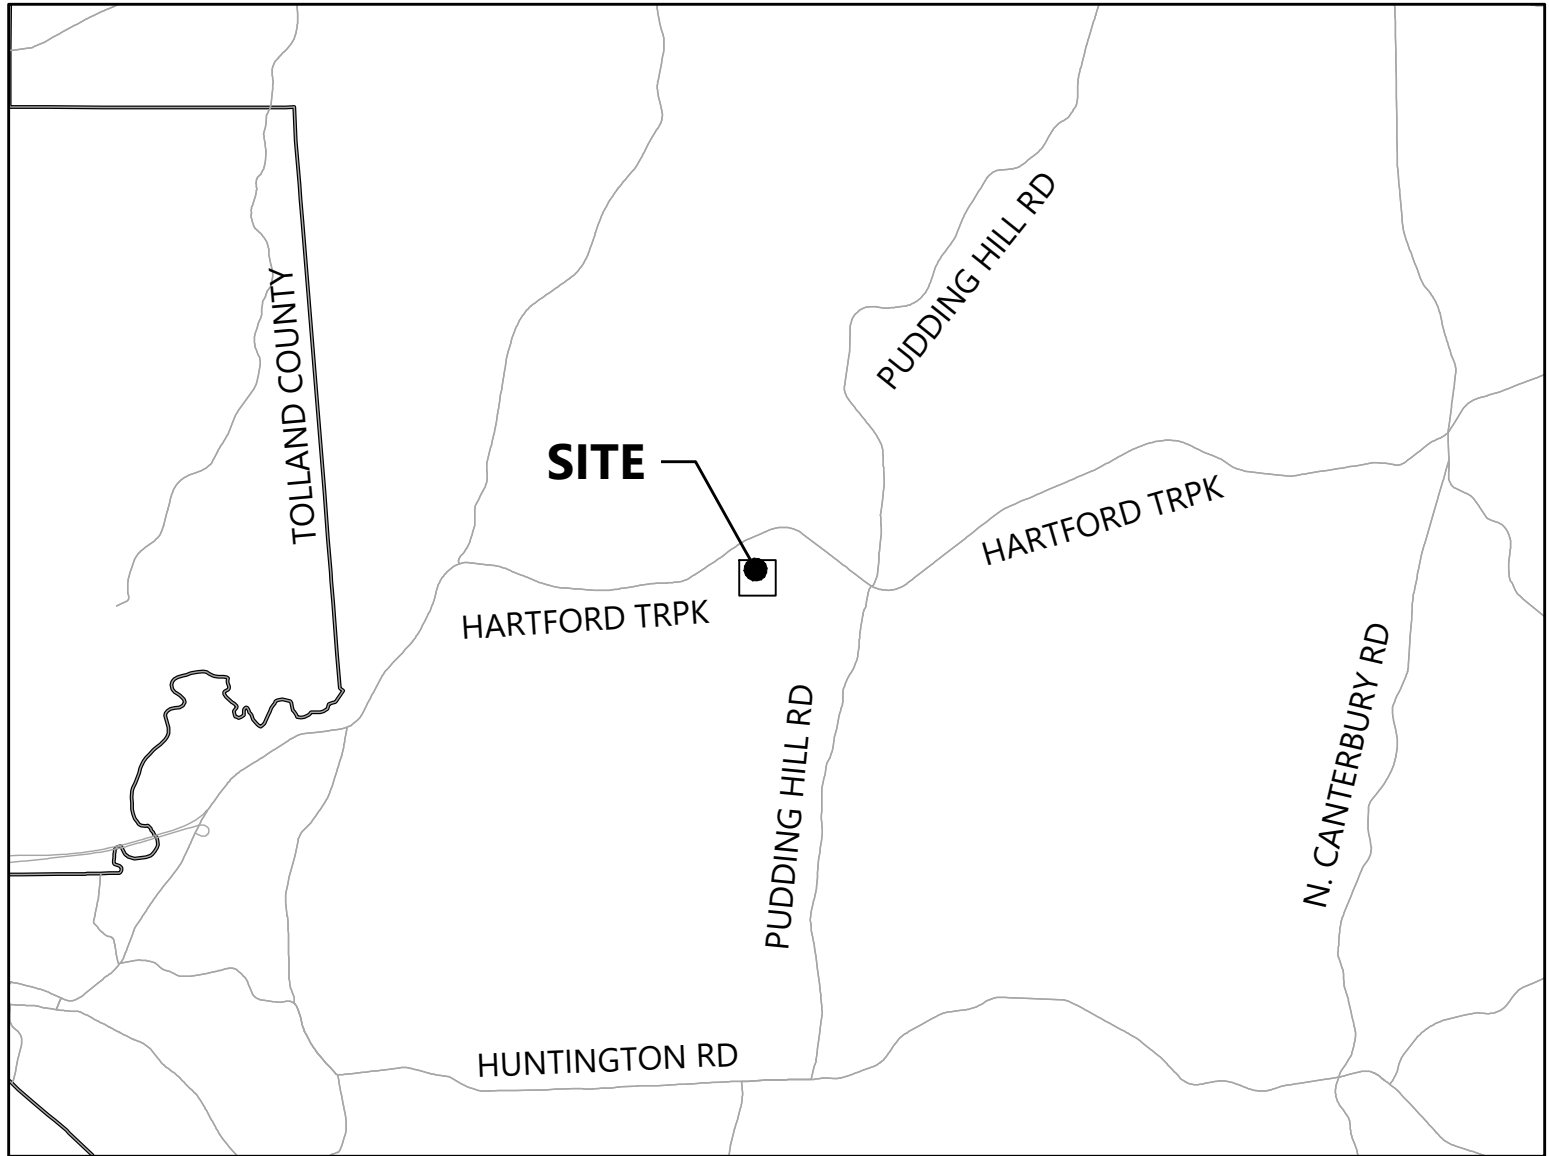 PUDDING HILL RD
TOLLAND COUNTY
SITE
HARTFORD TRPK
HARTFORD TRPK
N. CANTERBURY RD
PUDDING HILL RD
HUNTINGTON RD